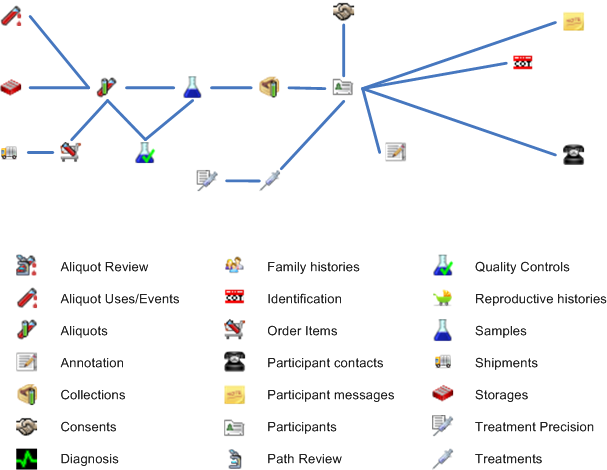 Aliquot Review
Family histories
Quality Controls
Aliquot Uses/Events
Identification
Reproductive histories
Aliquots
Order Items
Samples
Annotation
Participant contacts
Shipments
Collections
Participant messages
Storages
Consents
Participants
Treatment Precision
Diagnosis
Path Review
Treatments